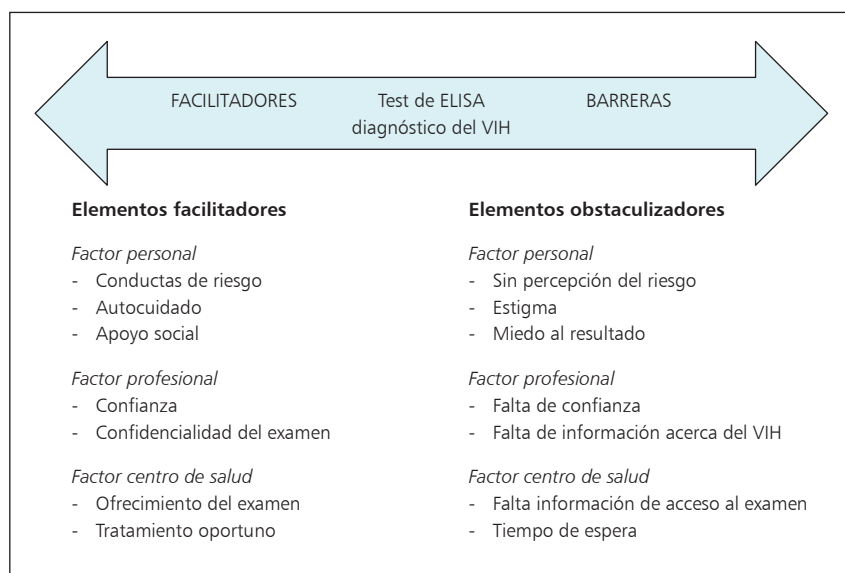 FACILITADORES
Test de ELISA
diagnóstico del VIH
BARRERAS
Elementos facilitadores
Factor personal
- Conductas de riesgo
- Autocuidado
- Apoyo social
Factor profesional
- Confianza
- Confidencialidad del examen
Factor centro de salud
- Ofrecimiento del examen
- Tratamiento oportuno
Elementos obstaculizadores
Factor personal
- Sin percepción del riesgo
- Estigma
- Miedo al resultado
Factor profesional
- Falta de confianza
- Falta de información acerca del VIH
Factor centro de salud
- Falta información de acceso al examen
- Tiempo de espera